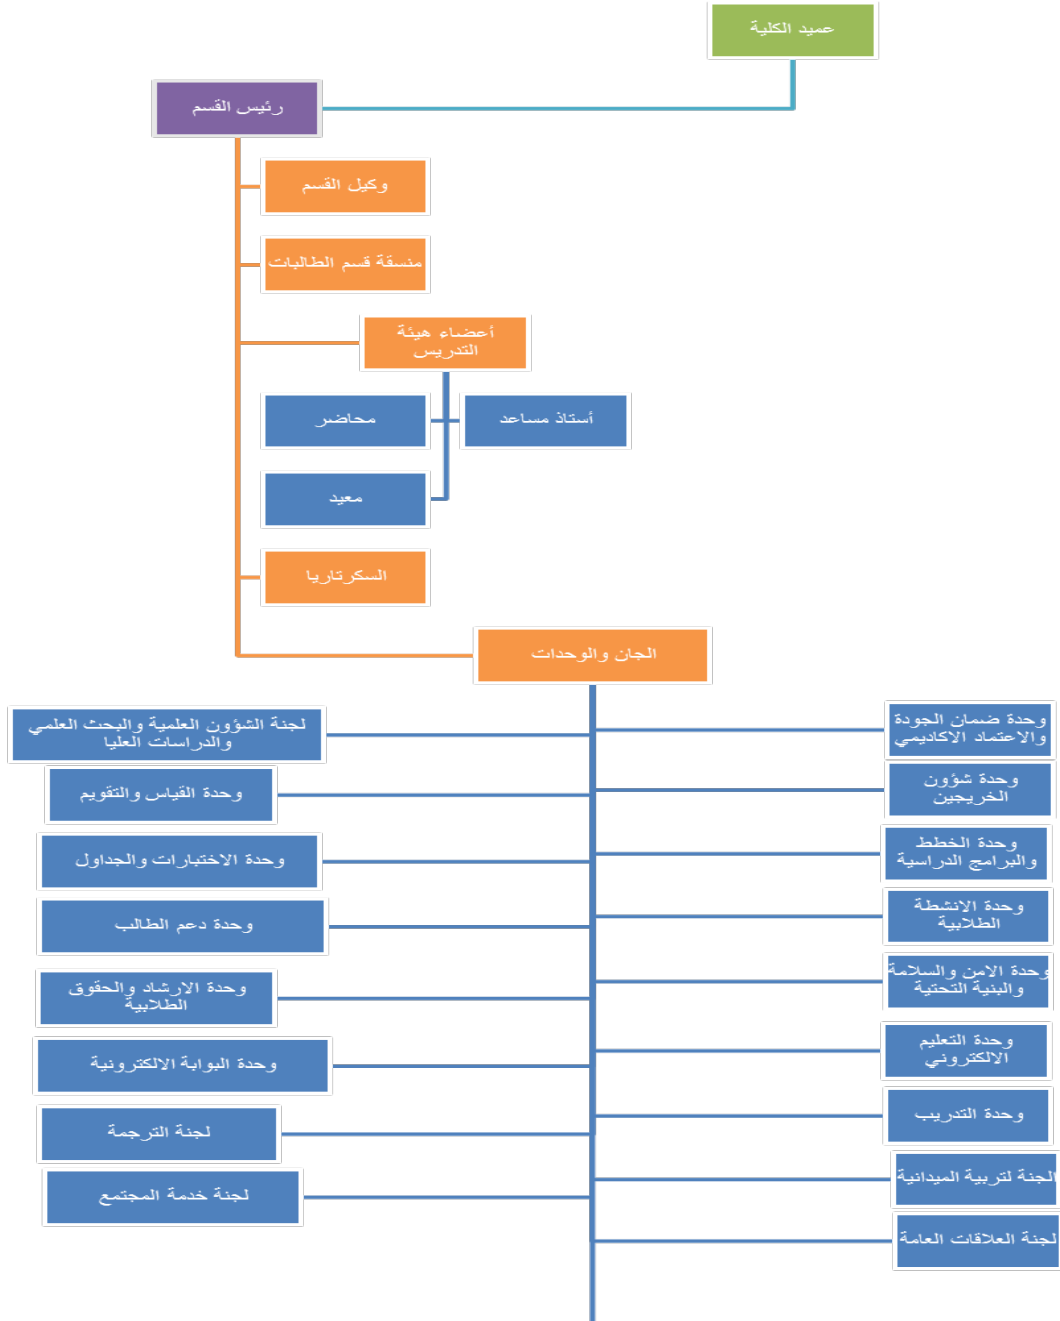 عميد الكلية
رئيس القسم
وكيل القسم
منسقة قسم الطالبات
أعضاء هيئة
التدريس
أستاذ مساعد
محاضر
معيد
السكرتاريا
الجان والوحدات
وحدة ضمان الجودة
والاعتماد الاكاديمي
لجنة الشؤون العلمية والبحث العلمي
والدراسات العليا
وحدة شؤون
الخريجين
وحدة القياس والتقويم
وحدة الخطط
والبرامج الدراسية
وحدة الاختبارات والجداول
وحدة الانشطة
الطلابية
وحدة دعم الطالب
وحدة الامن والسلامة
والبنية التحتية
وحدة الارشاد والحقوق
الطلابية
وحدة التعليم
الالكتروني
وحدة البوابة الالكترونية
وحدة التدريب
لجنة الترجمة
الجنة لتربية الميدانية
لجنة خدمة المجتمع
لجنة العلاقات العامة